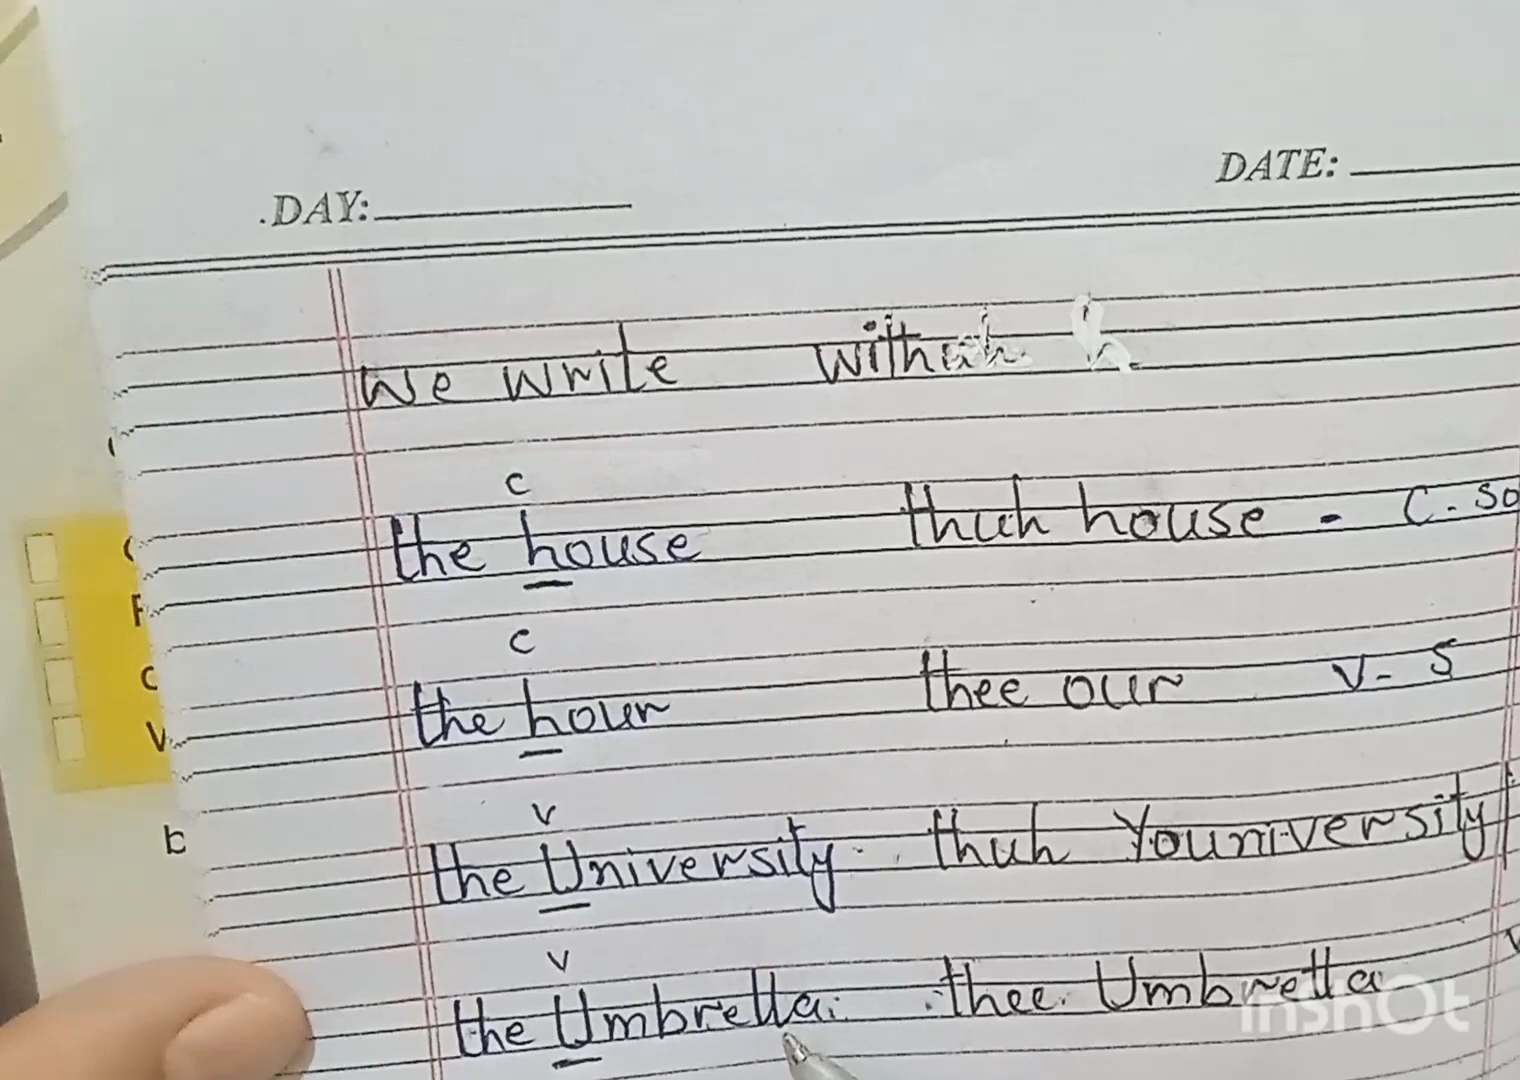 .DAY:
DATE:
we write with
c
the house thuh house - C. so
c
the hour thee our V- S
v
the University thuh Youniversity
v
the Umbrella thee Umbrella
InShOt